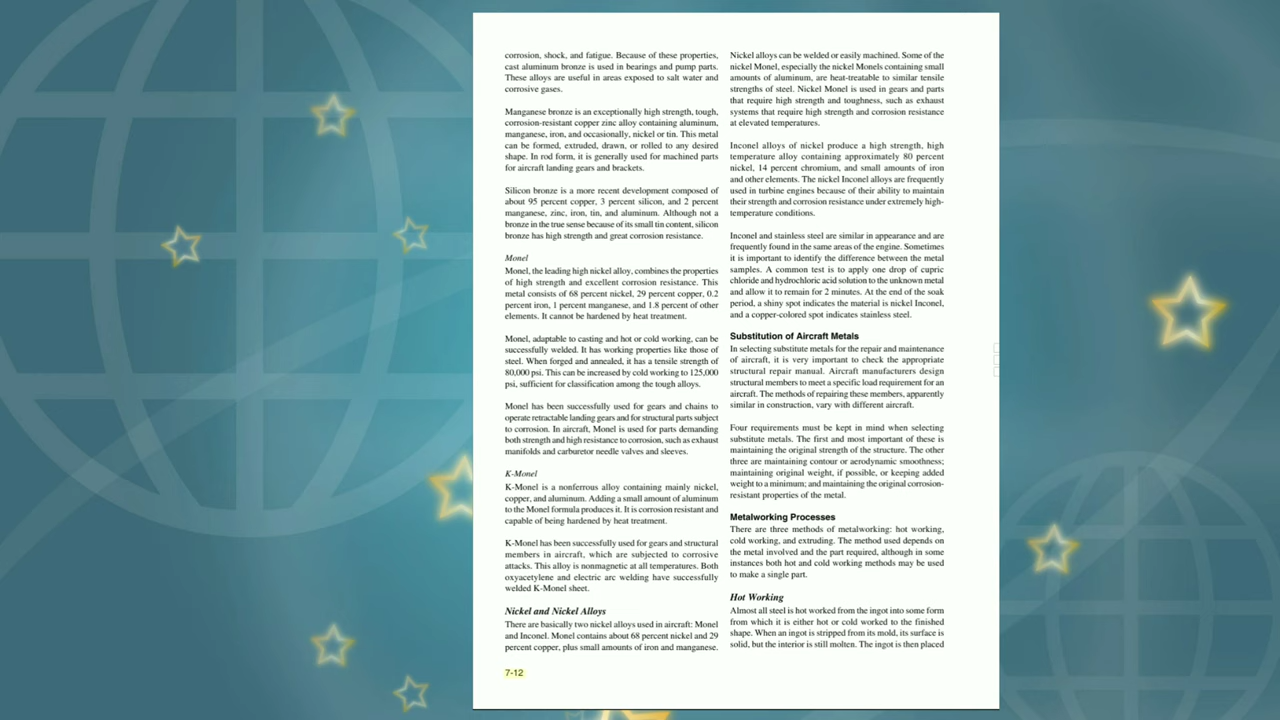 corrosion, shock, and fatigue. Because of these properties,
cast aluminum bronze is used in bearings and pump parts.
These alloys are useful in areas exposed to salt water and
corrosive gases.
Manganese bronze is an exceptionally high strength, tough,
corrosion-resistant copper zinc alloy containing aluminum,
manganese, iron, and occasionally, nickel or tin. This metal
can be formed, extruded, drawn, or rolled to any desired
shape. In rod form, it is generally used for machined parts
for aircraft landing gears and brackets.
Silicon bronze is a more recent development composed of
about 95 percent copper, 3 percent silicon, and 2 percent
manganese, zinc, iron, tin, and aluminum. Although not a
bronze in the true sense because of its small tin content, silicon
bronze has high strength and great corrosion resistance.
Monel
Monel, the leading high nickel alloy, combines the properties
of high strength and excellent corrosion resistance. This
metal consists of 68 percent nickel, 29 percent copper, 0.2
percent iron, 1 percent manganese, and 1.8 percent of other
elements. It cannot be hardened by heat treatment.
Monel, adaptable to casting and hot or cold working, can be
successfully welded. It has working properties like those of
steel. When forged and annealed, it has a tensile strength of
80,000 psi. This can be increased by cold working to 125,000
psi, sufficient for classification among the tough alloys.
Monel has been successfully used for gears and chains to
operate retractable landing gears and for structural parts subject
to corrosion. In aircraft, Monel is used for parts demanding
both strength and high resistance to corrosion, such as exhaust
manifolds and carburetor needle valves and sleeves.
K-Monel
K-Monel is a nonferrous alloy containing mainly nickel,
copper, and aluminum. Adding a small amount of aluminum
to the Monel formula produces it. It is corrosion resistant and
capable of being hardened by heat treatment.
K-Monel has been successfully used for gears and structural
members in aircraft, which are subjected to corrosive
attacks. This alloy is nonmagnetic at all temperatures. Both
oxyacetylene and electric arc welding have successfully
welded K-Monel sheet.
Nickel and Nickel Alloys
There are basically two nickel alloys used in aircraft: Monel
and Inconel. Monel contains about 68 percent nickel and 29
percent copper, plus small amounts of iron and manganese.
Nickel alloys can be welded or easily machined. Some of the
nickel Monel, especially the nickel Monels containing small
amounts of aluminum, are heat-treatable to similar tensile
strengths of steel. Nickel Monel is used in gears and parts
that require high strength and toughness, such as exhaust
systems that require high strength and corrosion resistance
at elevated temperatures.
Inconel alloys of nickel produce a high strength, high
temperature alloy containing approximately 80 percent
nickel, 14 percent chromium, and small amounts of iron
and other elements. The nickel Inconel alloys are frequently
used in turbine engines because of their ability to maintain
their strength and corrosion resistance under extremely high-
temperature conditions.
Inconel and stainless steel are similar in appearance and are
frequently found in the same areas of the engine. Sometimes
it is important to identify the difference between the metal
samples. A common test is to apply one drop of cupric
chloride and hydrochloric acid solution to the unknown metal
and allow it to remain for 2 minutes. At the end of the soak
period, a shiny spot indicates the material is nickel Inconel,
and a copper-colored spot indicates stainless steel.
Substitution of Aircraft Metals
In selecting substitute metals for the repair and maintenance
of aircraft, it is very important to check the appropriate
structural repair manual. Aircraft manufacturers design
structural members to meet a specific load requirement for an
aircraft. The methods of repairing these members, apparently
similar in construction, vary with different aircraft.
Four requirements must be kept in mind when selecting
substitute metals. The first and most important of these is
maintaining the original strength of the structure. The other
three are maintaining contour or aerodynamic smoothness;
maintaining original weight, if possible, or keeping added
weight to a minimum; and maintaining the original corrosion-
resistant properties of the metal.
Metalworking Processes
There are three methods of metalworking: hot working,
cold working, and extruding. The method used depends on
the metal involved and the part required, although in some
instances both hot and cold working methods may be used
to make a single part.
Hot Working
Almost all steel is hot worked from the ingot into some form
from which it is either hot or cold worked to the finished
shape. When an ingot is stripped from its mold, its surface is
solid, but the interior is still molten. The ingot is then placed
7-12